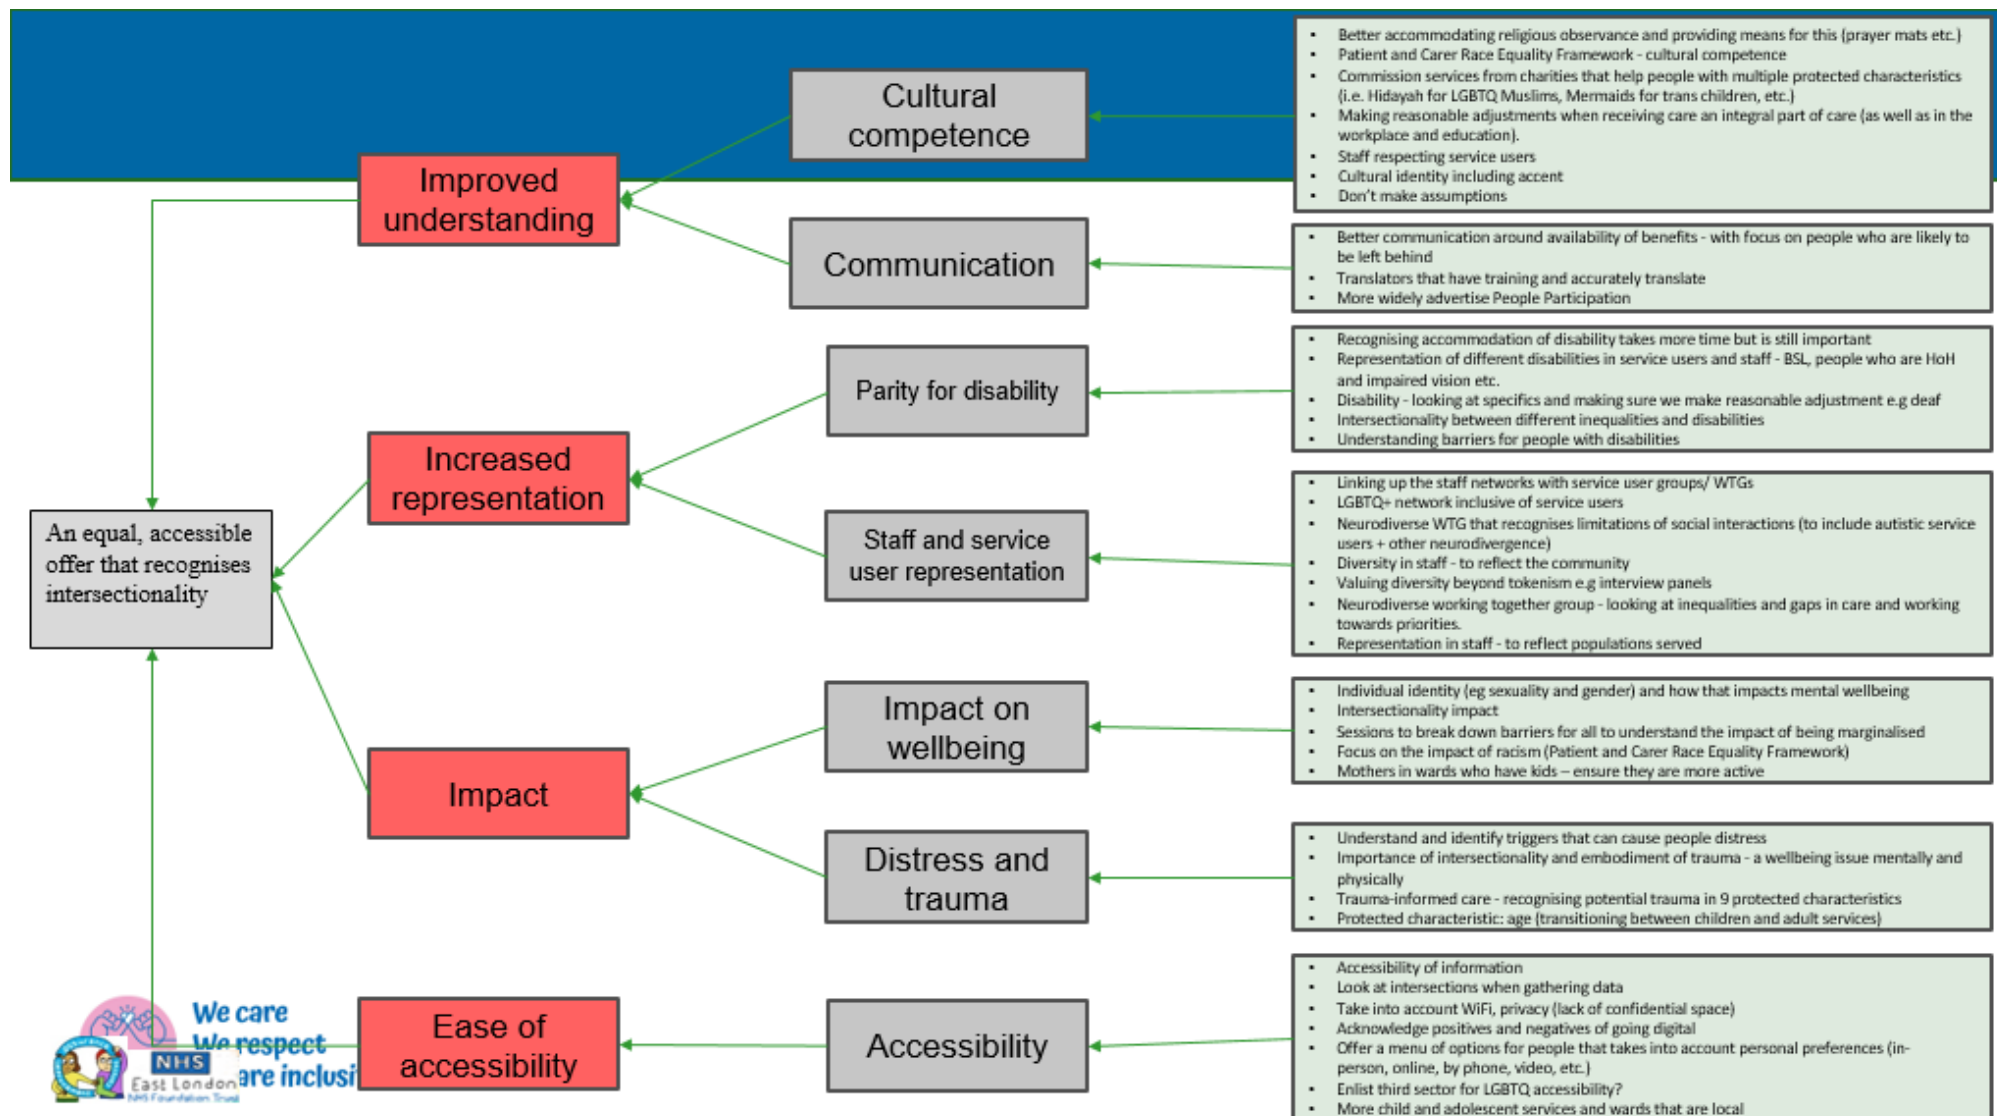 ▪ Better accommodating religious observance and providing means for this (prayer mats etc.)
▪ Patient and Carer Race Equality Framework - cultural competence
▪ Commission services from charities that help people with multiple protected characteristics
(i.e. Hidayah for LGBTQ Muslims, Mermaids for trans children, etc.)
▪ Making reasonable adjustments when receiving care an integral part of care (as well as in the
workplace and education).
▪ Staff respecting service users
▪ Cultural identity including accent
▪ Don't make assumptions
Cultural
competence
Improved
understanding
Communication
▪ Better communication around availability of benefits - with focus on people who are likely to
be left behind
▪ Translators that have training and accurately translate
▪ More widely advertise People Participation
Parity for disability
▪ Recognising accommodation of disability takes more time but is still important
▪ Representation of different disabilities in service users and staff - BSL, people who are HoH
and impaired vision etc.
▪ Disability - looking at specifics and making sure we make reasonable adjustment e.g deaf
▪ Intersectionality between different inequalities and disabilities
▪ Understanding barriers for people with disabilities
Increased
representation
Staff and service
user representation
▪ Linking up the staff networks with service user groups/ WTGs
▪ LGBTQ+ network inclusive of service users
▪ Neurodiverse WTG that recognises limitations of social interactions (to include autistic service
users + other neurodivergence)
▪ Diversity in staff - to reflect the community
▪ Valuing diversity beyond tokenism e.g interview panels
▪ Neurodiverse working together group - looking at inequalities and gaps in care and working
towards priorities.
▪ Representation in staff - to reflect populations served
An equal, accessible
offer that recognises
intersectionality
Impact on
wellbeing
▪ Individual identity (eg sexuality and gender) and how that impacts mental wellbeing
▪ Intersectionality impact
▪ Sessions to break down barriers for all to understand the impact of being marginalised
▪ Focus on the impact of racism (Patient and Carer Race Equality Framework)
▪ Mothers in wards who have kids – ensure they are more active
Impact
Distress and
trauma
▪ Understand and identify triggers that can cause people distress
▪ Importance of intersectionality and embodiment of trauma - a wellbeing issue mentally and
physically
▪ Trauma-informed care - recognising potential trauma in 9 protected characteristics
▪ Protected characteristic: age (transitioning between children and adult services)
Ease of
accessibility
Accessibility
▪ Accessibility of information
▪ Look at intersections when gathering data
▪ Take into account WiFi, privacy (lack of confidential space)
▪ Acknowledge positives and negatives of going digital
▪ Offer a menu of options for people that takes into account personal preferences (in-
person, online, by phone, video, etc.)
▪ Enlist third sector for LGBTQ accessibility?
▪ More child and adolescent services and wards that are local
We care
We respect
are inclusi
NHS
East London
NHS Foundation Trust